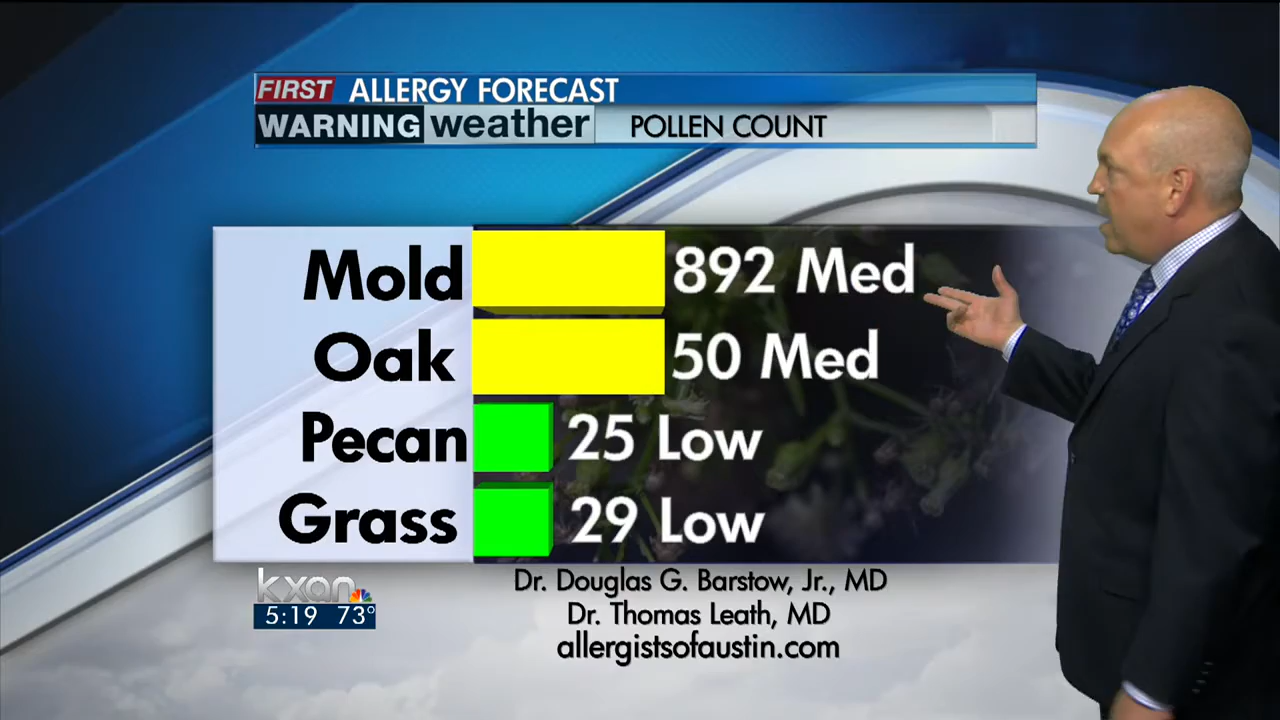 FIRST ALLERGY FORECAST
WARNING weather POLLEN COUNT
Mold 892 Med
Oak 50 Med
Pecan 25 Low
Grass 29 Low
kxan
5:19 73°
Dr. Douglas G. Barstow, Jr., MD
Dr. Thomas Leath, MD
allergistsofaustin.com